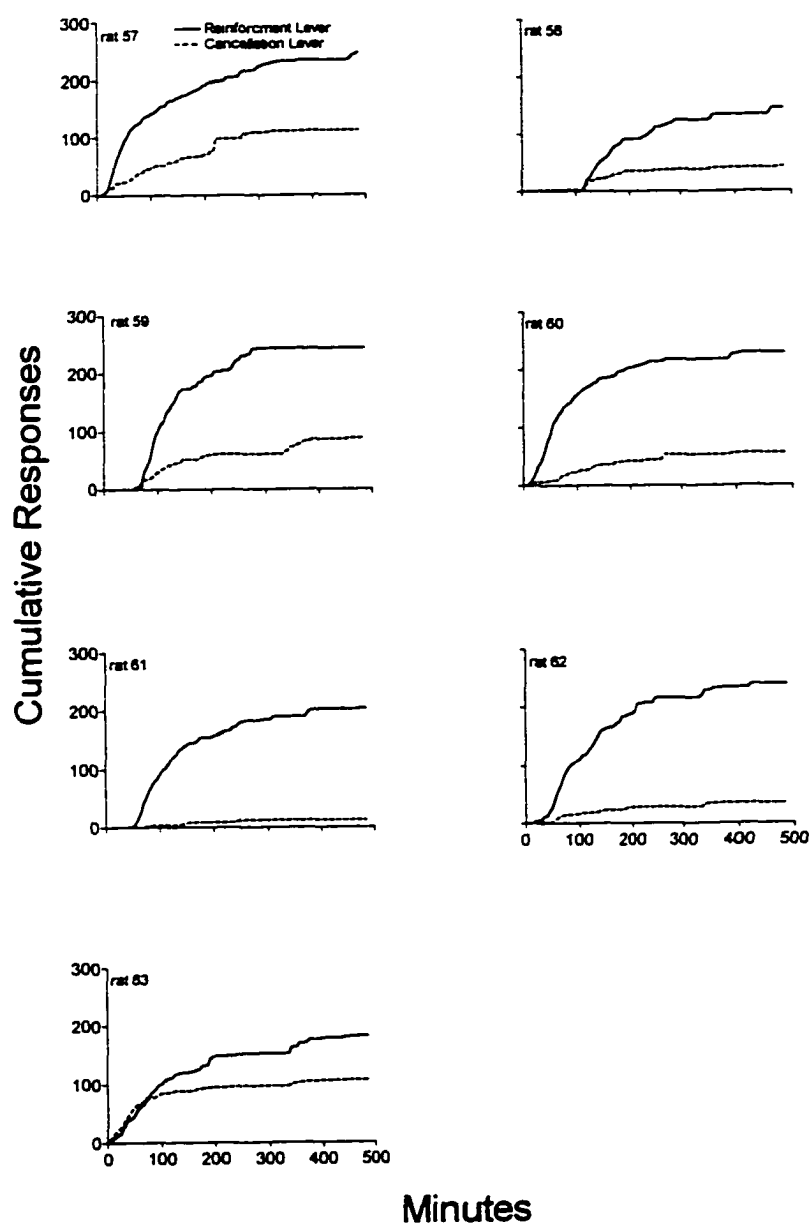 300
rat 57
Reinforcment Lever
Cancellation Lever
200
100
0
rat 58
300
rat 59
200
100
0
rat 60
Cumulative Responses
300
rat 61
200
100
0
rat 62
100 200 300 400 500
300
rat 63
200
100
0
0 100 200 300 400 500
Minutes